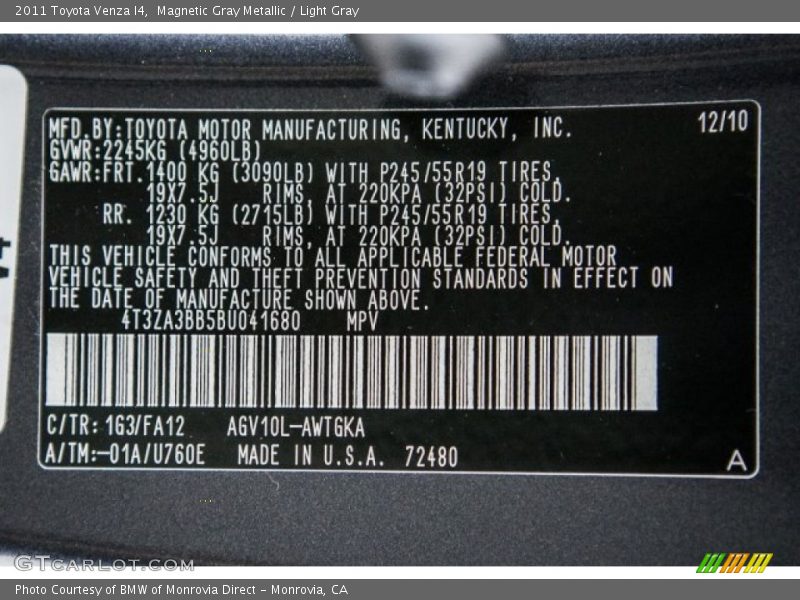 2011 Toyota Venza I4, Magnetic Gray Metallic / Light Gray
MFD.BY:TOYOTA MOTOR MANUFACTURING, KENTUCKY, INC. 12/10
GVWR:2245KG (4960LB)
GAWR:FRT.1400 KG (3090LB) WITH P245/55R19 TIRES,
19X7.5J RIMS, AT 220KPA (32PSI) COLD.
RR. 1230 KG (2715LB) WITH P245/55R19 TIRES,
19X7.5J RIMS, AT 220KPA (32PSI) COLD.
THIS VEHICLE CONFORMS TO ALL APPLICABLE FEDERAL MOTOR
VEHICLE SAFETY AND THEFT PREVENTION STANDARDS IN EFFECT ON
THE DATE OF MANUFACTURE SHOWN ABOVE.
4T3ZA3BB5BU041680 MPV
C/TR: 1G3/FA12 AGV10L-AWTGKA
A/TM:-01A/U760E MADE IN U.S.A. 72480 A
GTCARLOT.COM
Photo Courtesy of BMW of Monrovia Direct - Monrovia, CA